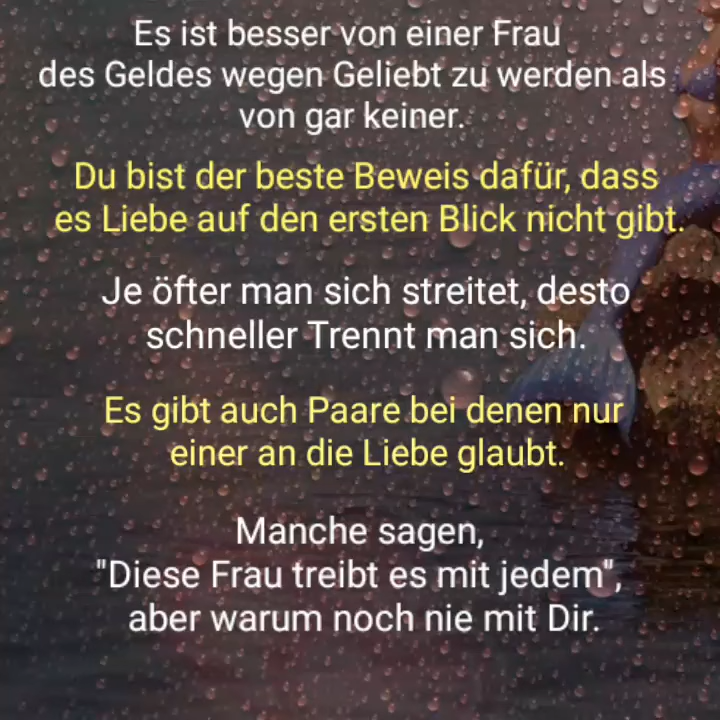 Es ist besser von einer Frau
des Geldes wegen Geliebt zu werden als
von gar keiner.
Du bist der beste Beweis dafür, dass
es Liebe auf den ersten Blick nicht gibt.
Je öfter man sich streitet, desto
schneller Trennt man sich.
Es gibt auch Paare bei denen nur
einer an die Liebe glaubt.
Manche sagen,
"Diese Frau treibt es mit jedem",
aber warum noch nie mit Dir.